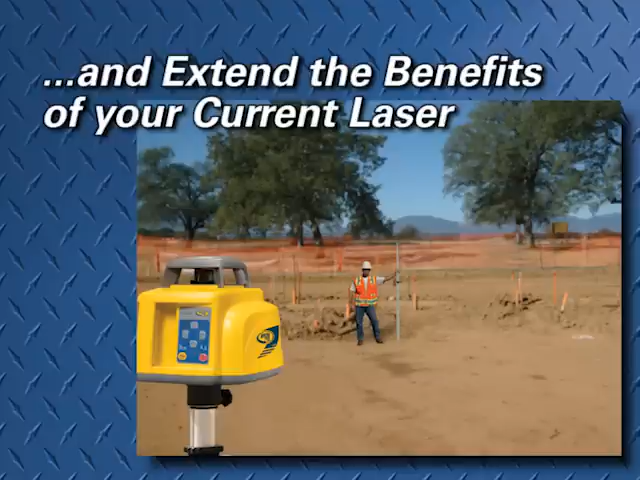 ...and Extend the Benefits
of your Current Laser